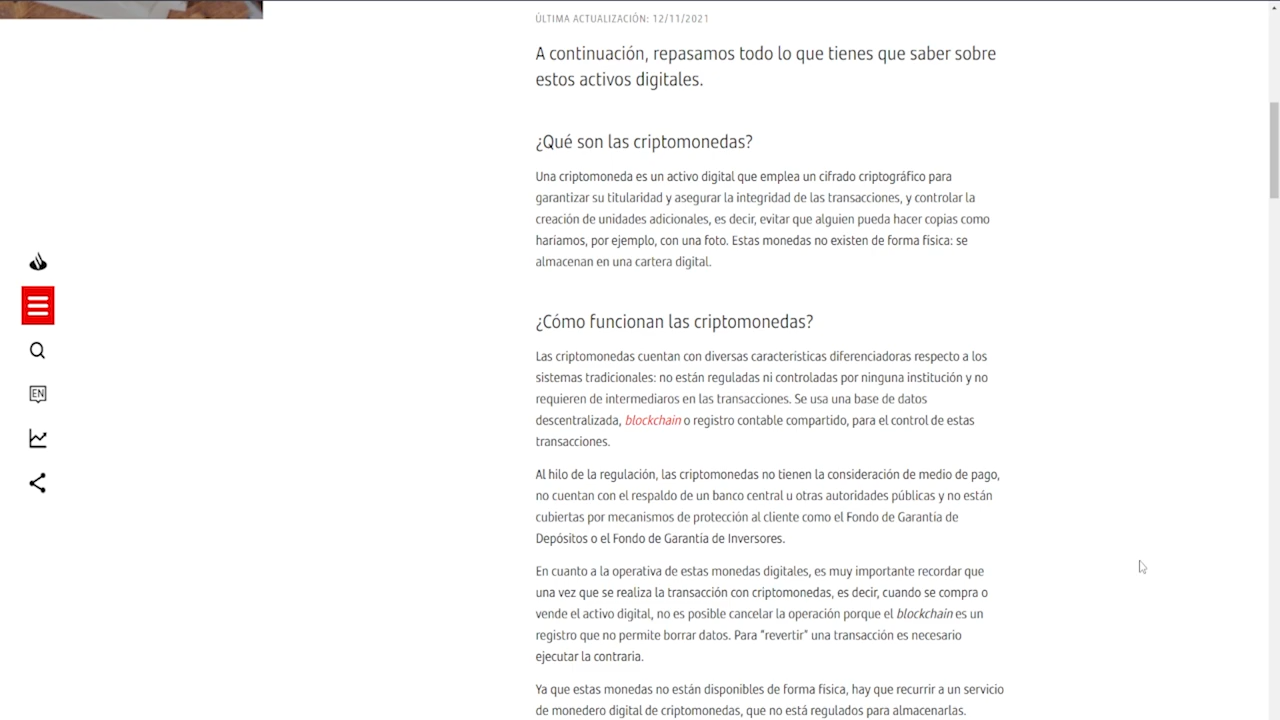 ÚLTIMA ACTUALIZACIÓN: 12/11/2021
A continuación, repasamos todo lo que tienes que saber sobre
estos activos digitales.
¿Qué son las criptomonedas?
Una criptomoneda es un activo digital que emplea un cifrado criptográfico para
garantizar su titularidad y asegurar la integridad de las transacciones, y controlar la
creación de unidades adicionales, es decir, evitar que alguien pueda hacer copias como
haríamos, por ejemplo, con una foto. Estas monedas no existen de forma física: se
almacenan en una cartera digital.
¿Cómo funcionan las criptomonedas?
Las criptomonedas cuentan con diversas características diferenciadoras respecto a los
sistemas tradicionales: no están reguladas ni controladas por ninguna institución y no
requieren de intermediaros en las transacciones. Se usa una base de datos
descentralizada, blockchain o registro contable compartido, para el control de estas
transacciones.
Al hilo de la regulación, las criptomonedas no tienen la consideración de medio de pago,
no cuentan con el respaldo de un banco central u otras autoridades públicas y no están
cubiertas por mecanismos de protección al cliente como el Fondo de Garantía de
Depósitos o el Fondo de Garantía de Inversores.
En cuanto a la operativa de estas monedas digitales, es muy importante recordar que
una vez que se realiza la transacción con criptomonedas, es decir, cuando se compra o
vende el activo digital, no es posible cancelar la operación porque el blockchain es un
registro que no permite borrar datos. Para "revertir" una transacción es necesario
ejecutar la contraria.
Ya que estas monedas no están disponibles de forma física, hay que recurrir a un servicio
de monedero digital de criptomonedas, que no está regulados para almacenarlas.
EN